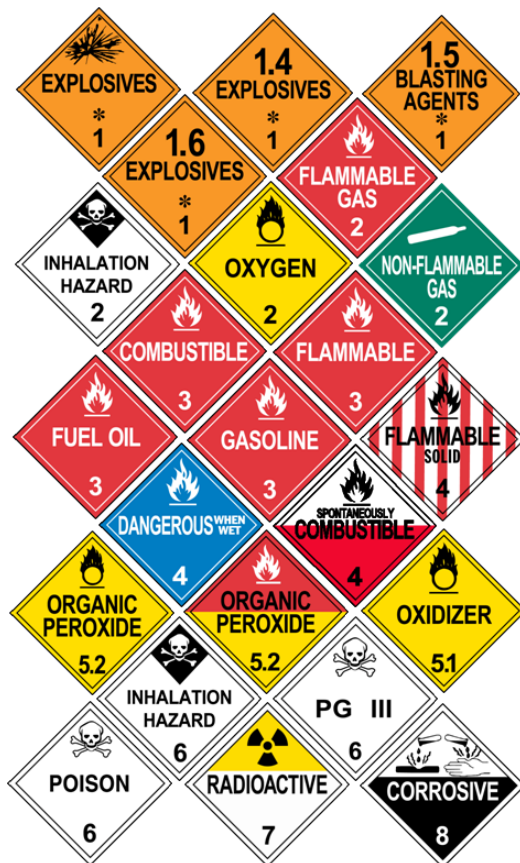 EXPLOSIVES
*
1
1.4
EXPLOSIVES
*
1
1.5
BLASTING
AGENTS
*
1
1.6
EXPLOSIVES
*
1
FLAMMABLE
GAS
2
INHALATION
HAZARD
2
OXYGEN
2
NON-FLAMMABLE
GAS
2
COMBUSTIBLE
3
FLAMMABLE
3
FUEL OIL
3
GASOLINE
3
FLAMMABLE
SOLID
4
DANGEROUS WHEN
WET
4
SPONTANEOUSLY
COMBUSTIBLE
4
ORGANIC
PEROXIDE
5.2
ORGANIC
PEROXIDE
5.2
OXIDIZER
5.1
INHALATION
HAZARD
6
PG III
6
POISON
6
RADIOACTIVE
7
CORROSIVE
8